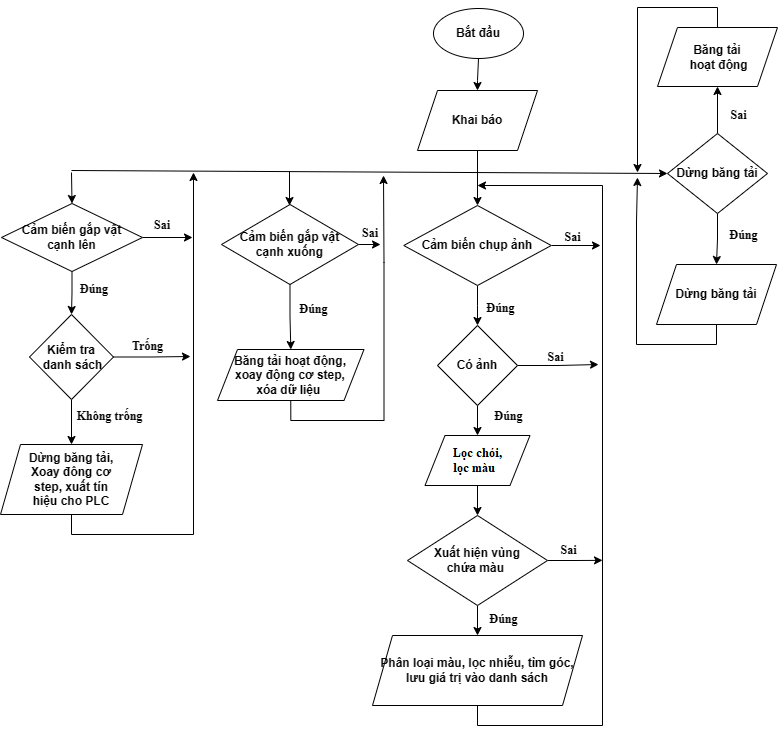 Bắt đầu
Khai báo
Băng tải
hoạt động
Sai
Dừng băng tải
Đúng
Dừng băng tải
Cảm biến gắp vật
cạnh lên
Sai
Đúng
Kiểm tra
danh sách
Trống
Không trống
Dừng băng tải,
Xoay đông cơ
step, xuất tín
hiệu cho PLC
Cảm biến gắp vật
cạnh xuống
Sai
Đúng
Băng tải hoạt động,
xoay động cơ step,
xóa dữ liệu
Cảm biến chụp ảnh
Sai
Đúng
Có ảnh
Sai
Đúng
Lọc chói,
lọc màu
Xuất hiện vùng
chứa màu
Sai
Đúng
Phân loại màu, lọc nhiễu, tìm góc,
lưu giá trị vào danh sách